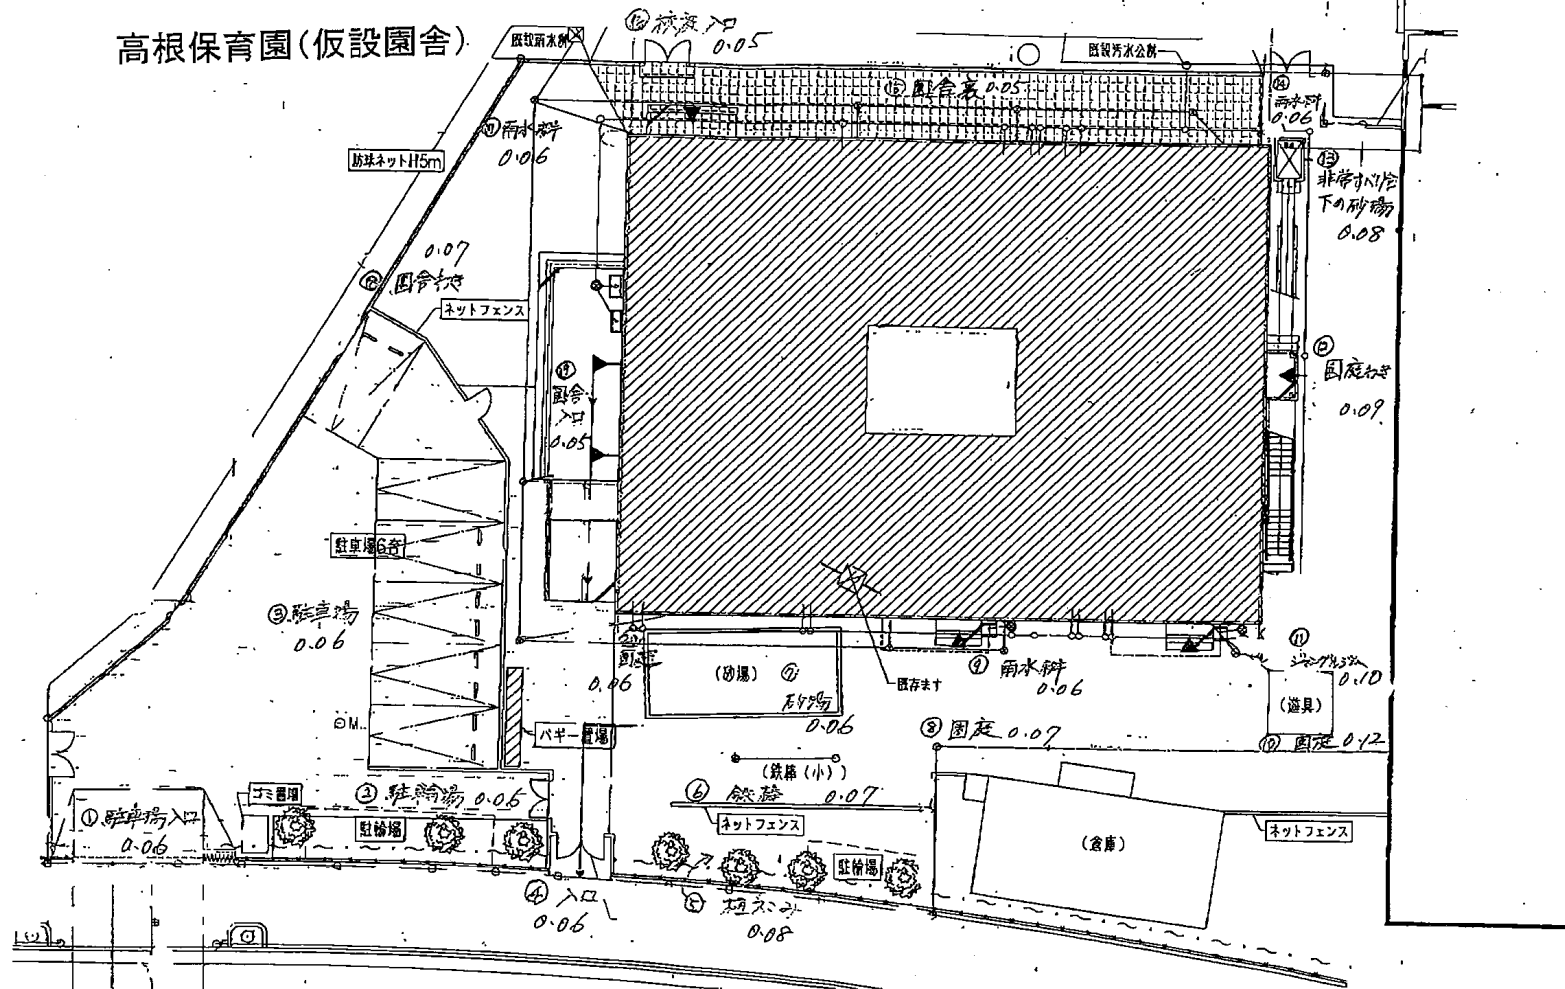 高根保育園(仮設園舎)
既設雨水桝
⑯ 裏庭入口
0.05
既設汚水公桝
⑮ 園舎裏 0.05
⑭
雨水桝
0.06
⑰ 雨水桝
0.06
防球ネットH5m
⑬
非常すべり台
下の砂場
0.08
0.07
⑱ 園舎わき
ネットフェンス
⑲
園舎
入口
0.05
⑫
園庭わき
0.09
駐車場6台
③ 駐車場
0.06
⑳
園庭
0.06
(砂場) ⑦
砂場
0.06
既存ます
⑨ 雨水桝
0.06
⑪
ジャングルジム
0.10
(遊具)
バギー置場
⑧ 園庭 0.07
⑩ 園庭 0.12
(鉄棒(小))
ゴミ置場
② 駐輪場 0.05
⑥ 鉄棒 0.07
ネットフェンス
① 駐車場入口
0.06
駐輪場
(倉庫)
ネットフェンス
駐輪場
④ 入口
0.06
⑤ 植えこみ
0.08